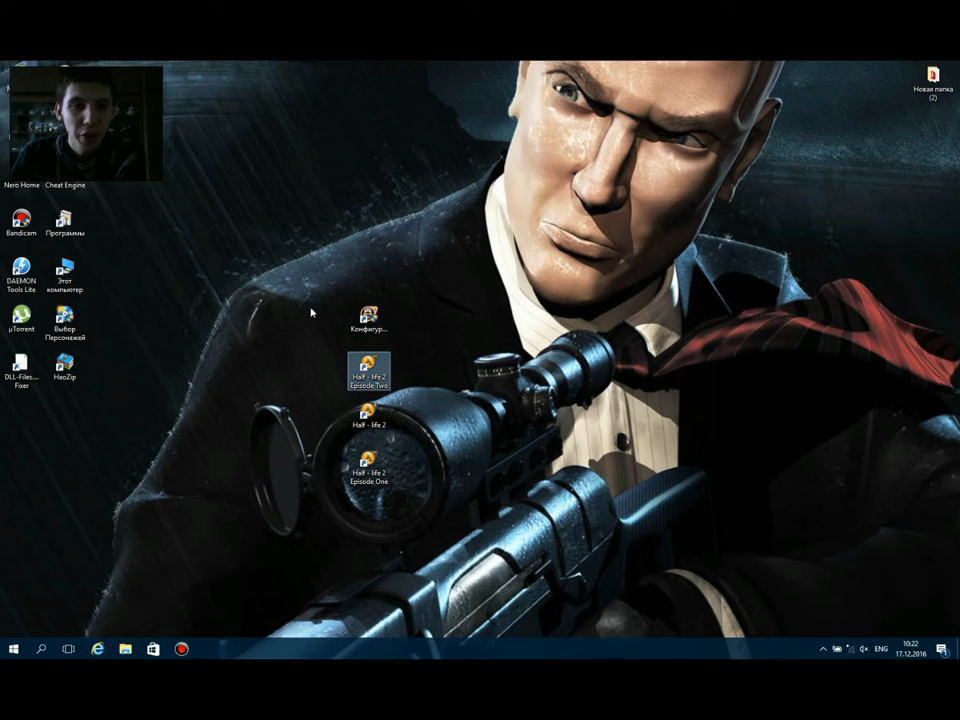 Nero Home
Cheat Engine
Bandicam
Программы
DAEMON
Tools Lite
Этот
компьютер
µTorrent
Выбор
Персонажей
DLL-Files....
Fixer
HaoZip
Конфигур...
Half - life 2
Episode Two
Half - life 2
Half - life 2
Episode One
Новая папка
(2)
ENG
10:22
17.12.2016